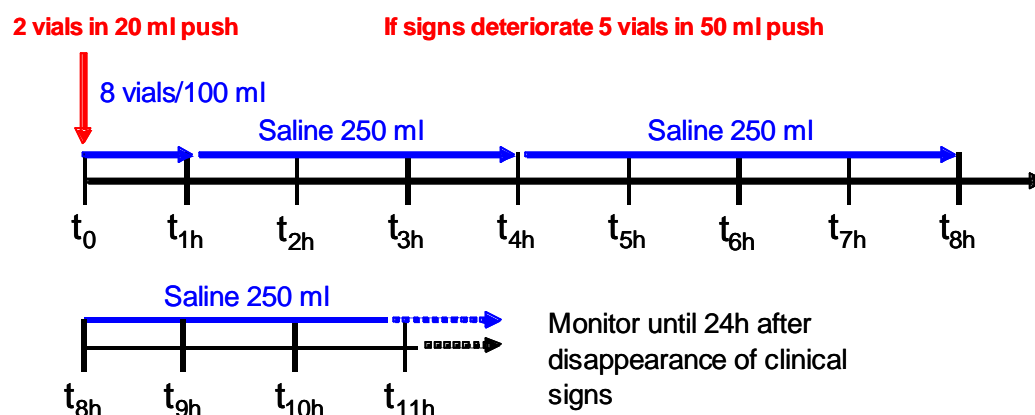 2 vials in 20 ml push
If signs deteriorate 5 vials in 50 ml push
8 vials/100 ml
Saline 250 ml
Saline 250 ml
t0 t1h t2h t3h t4h t5h t6h t7h t8h
Saline 250 ml
t8h t9h t10h t11h
Monitor until 24h after
disappearance of clinical
signs